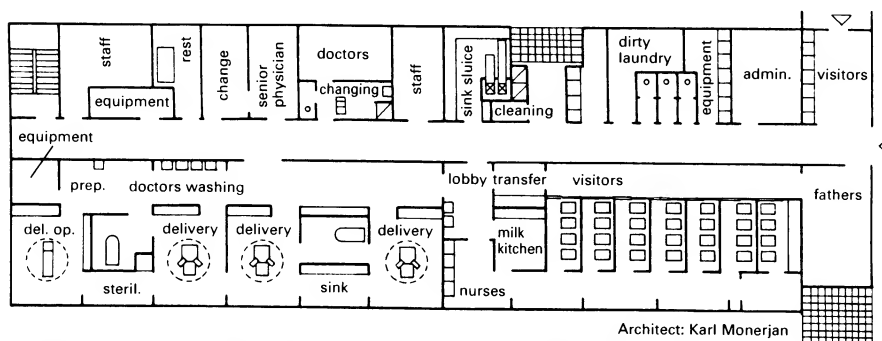 staff
rest
change
senior
physician
doctors
changing
staff
sink sluice
cleaning
dirty
laundry
equipment
admin.
visitors
equipment
equipment
prep.
doctors washing
lobby transfer
visitors
fathers
del. op.
delivery
delivery
delivery
milk
kitchen
steril.
sink
nurses
Architect: Karl Monerjan